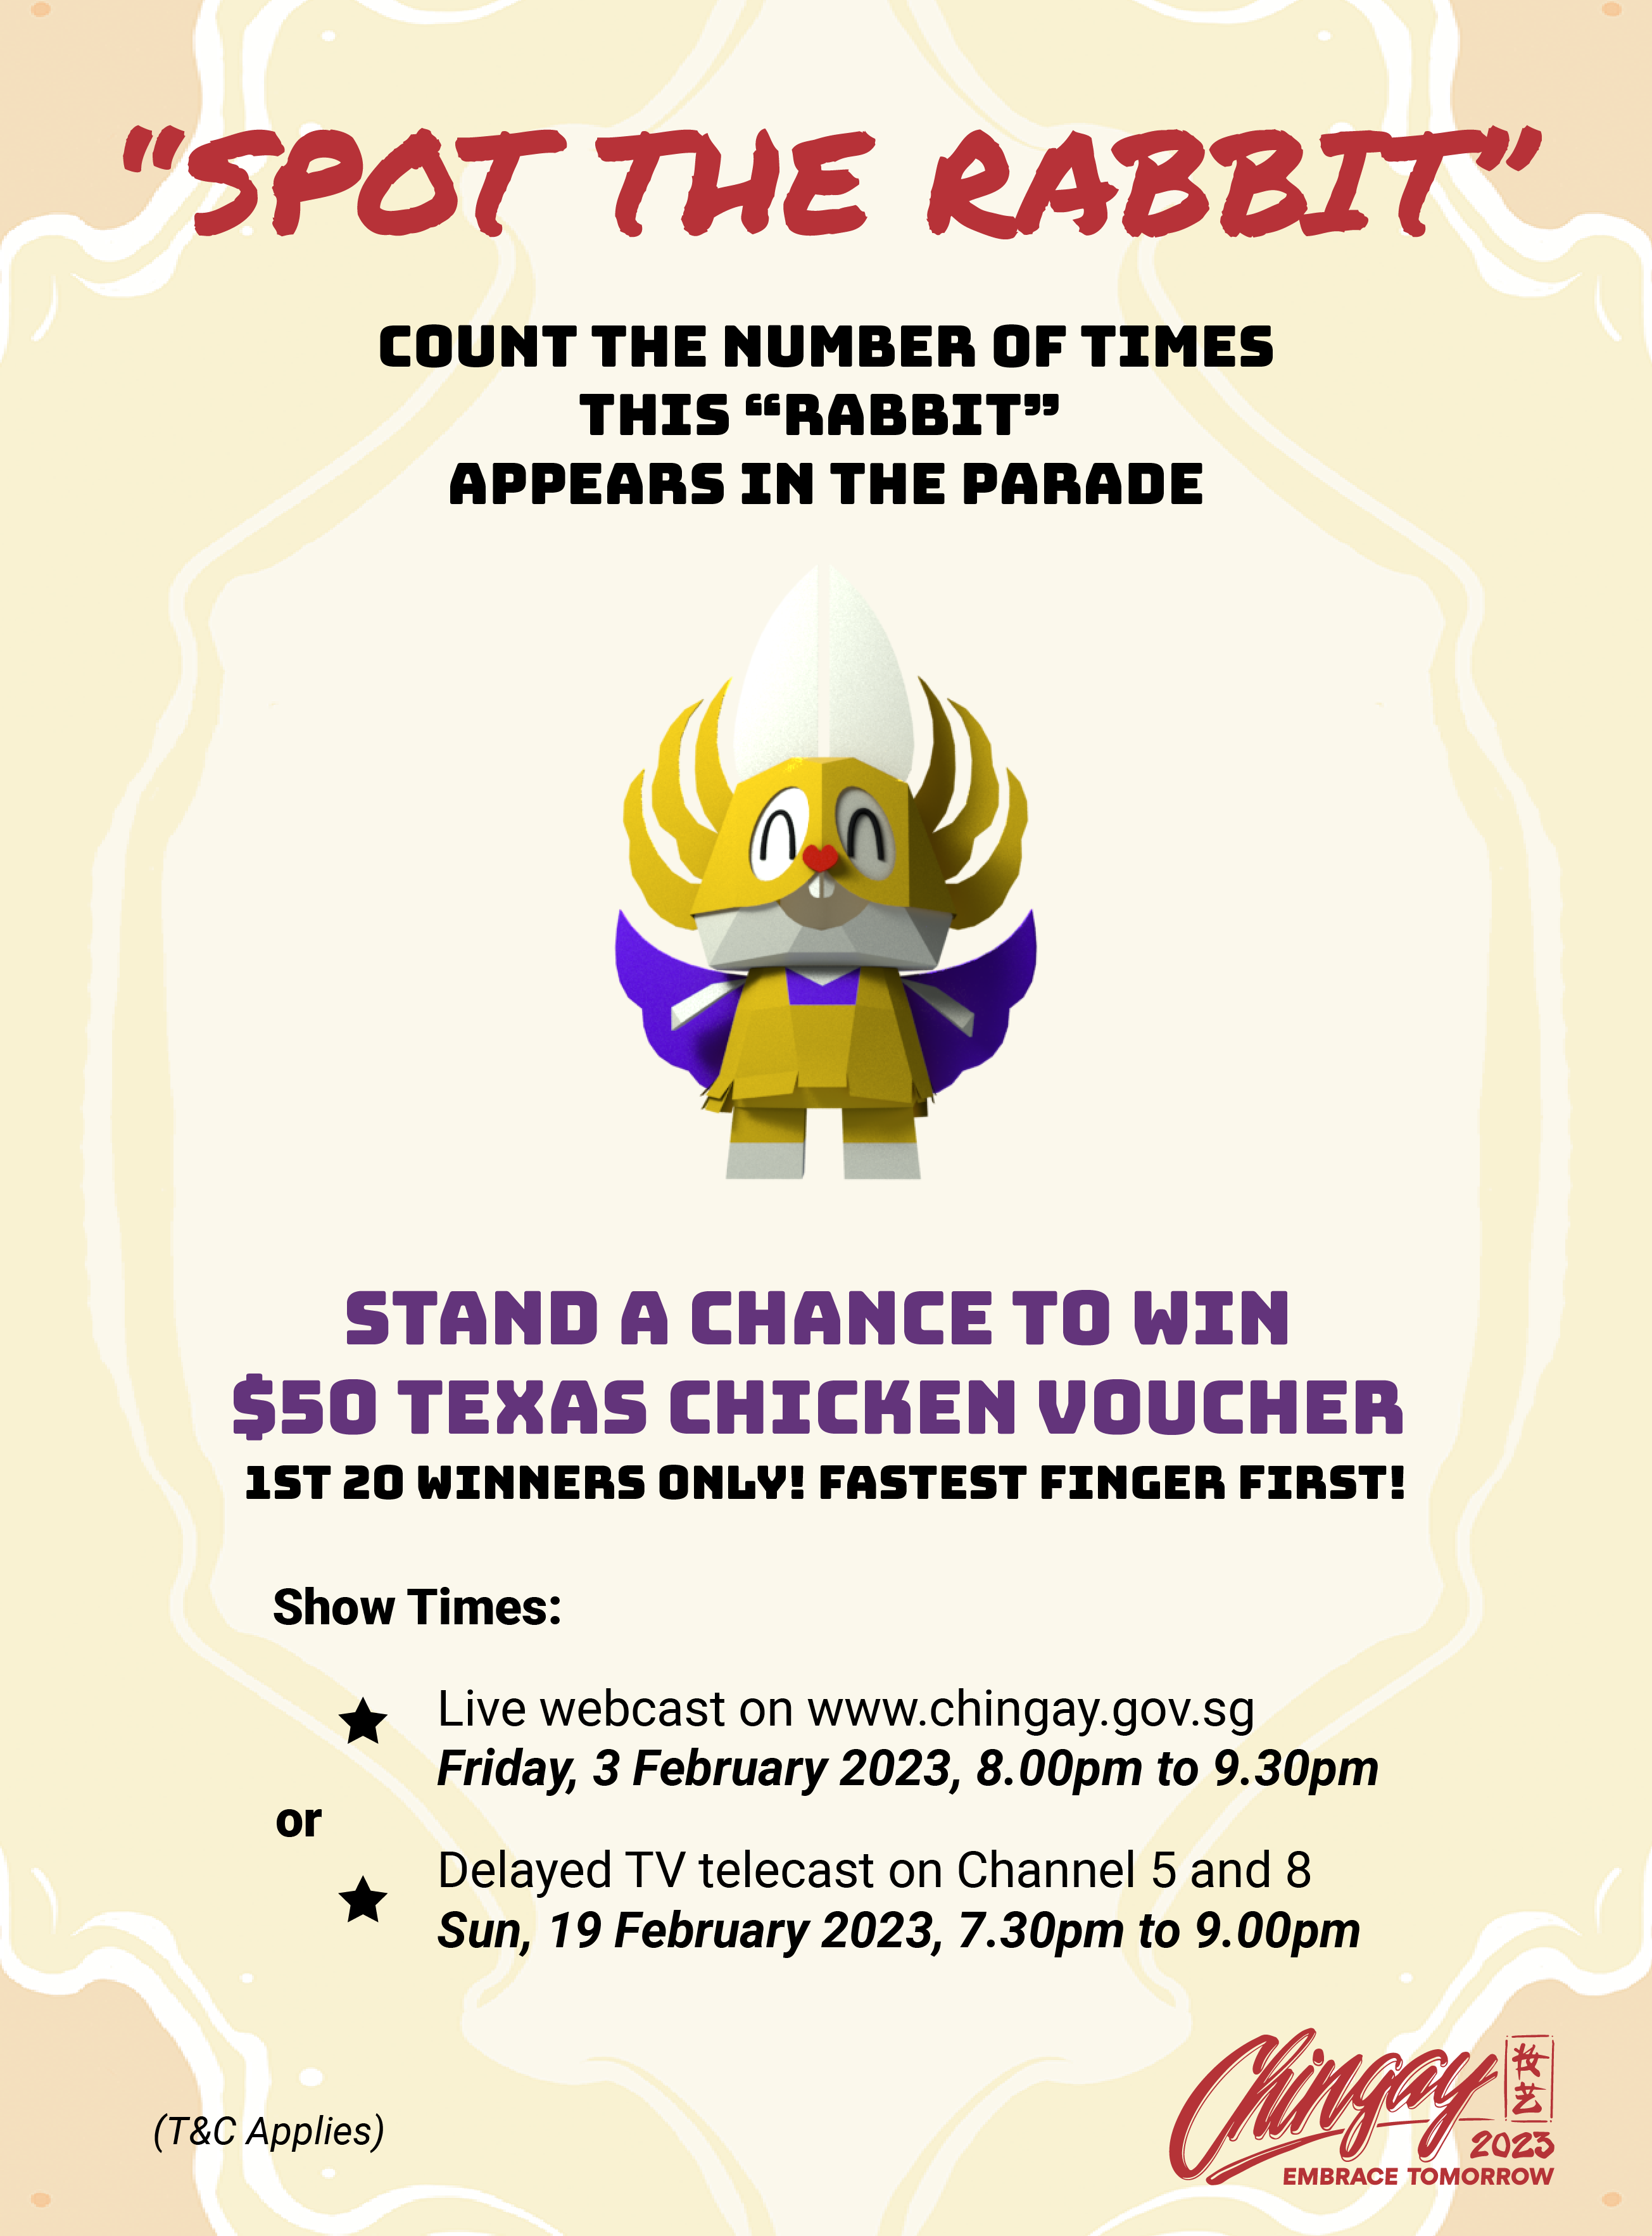 “SPOT THE RABBIT”
COUNT THE NUMBER OF TIMES
THIS “RABBIT”
APPEARS IN THE PARADE
STAND A CHANCE TO WIN
$50 TEXAS CHICKEN VOUCHER
1ST 20 WINNERS ONLY! FASTEST FINGER FIRST!
Show Times:
★ Live webcast on www.chingay.gov.sg
Friday, 3 February 2023, 8.00pm to 9.30pm
or
★ Delayed TV telecast on Channel 5 and 8
Sun, 19 February 2023, 7.30pm to 9.00pm
(T&C Applies)
Chingay
妆艺
2023
EMBRACE TOMORROW